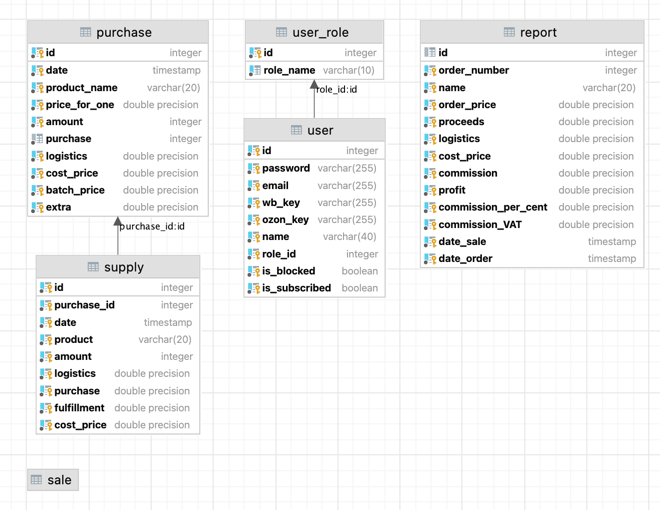 purchase
id integer
date timestamp
product_name varchar(20)
price_for_one double precision
amount integer
purchase integer
logistics double precision
cost_price double precision
batch_price double precision
extra double precision
purchase_id:id
supply
id integer
purchase_id integer
date timestamp
product varchar(20)
amount integer
logistics double precision
purchase double precision
fulfillment double precision
cost_price double precision
sale
user_role
id integer
role_name varchar(10)
role_id:id
user
id integer
password varchar(255)
email varchar(255)
wb_key varchar(255)
ozon_key varchar(255)
name varchar(40)
role_id integer
is_blocked boolean
is_subscribed boolean
report
id integer
order_number integer
name varchar(20)
order_price double precision
proceeds double precision
logistics double precision
cost_price double precision
commission double precision
profit double precision
commission_per_cent double precision
commission_VAT double precision
date_sale timestamp
date_order timestamp